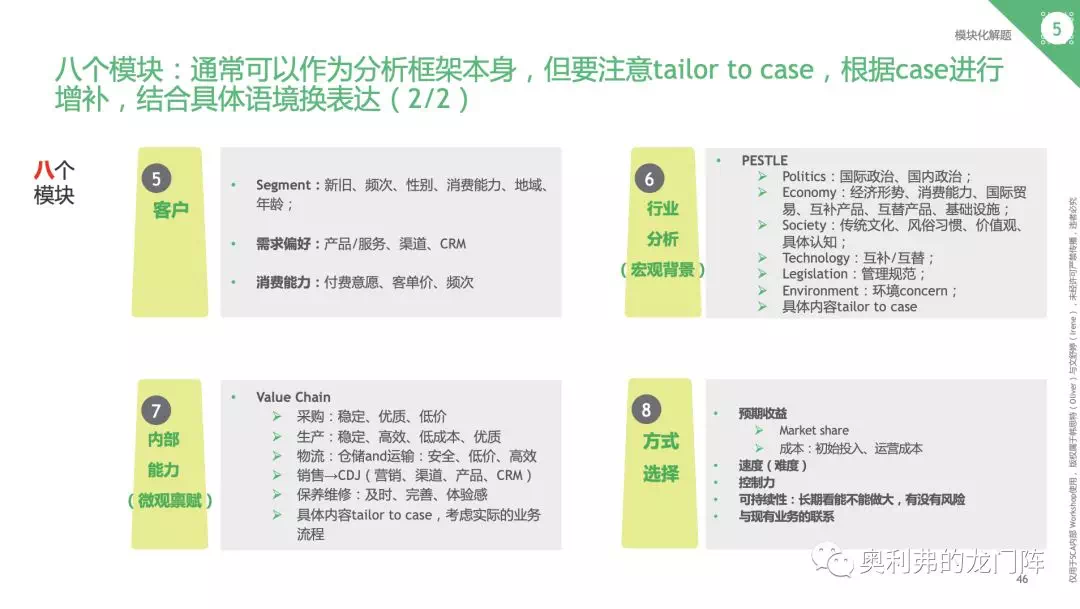 模块化解题
5
八个模块：通常可以作为分析框架本身，但要注意tailor to case，根据case进行
增补，结合具体语境换表达（2/2）
八个
模块
5
客户
• Segment：新旧、频次、性别、消费能力、地域、
年龄；
• 需求偏好：产品/服务、渠道、CRM
• 消费能力：付费意愿、客单价、频次
6
行业
分析
（宏观背景）
• PESTLE
➢ Politics：国际政治、国内政治；
➢ Economy：经济形势、消费能力、国际贸
易、互补产品、互替产品、基础设施；
➢ Society：传统文化、风俗习惯、价值观、
具体认知；
➢ Technology：互补/互替；
➢ Legislation：管理规范；
➢ Environment：环境concern；
➢ 具体内容tailor to case
7
内部
能力
（微观禀赋）
• Value Chain
➢ 采购：稳定、优质、低价
➢ 生产：稳定、高效、低成本、优质
➢ 物流：仓储and运输：安全、低价、高效
➢ 销售→CDJ（营销、渠道、产品、CRM）
➢ 保养维修：及时、完善、体验感
➢ 具体内容tailor to case，考虑实际的业务
流程
8
方式
选择
• 预期收益
➢ Market share
➢ 成本：初始投入、运营成本
• 速度（难度）
• 控制力
• 可持续性：长期看能不能做大，有没有风险
• 与现有业务的联系
奥利弗的龙门阵
46
仅用于SCA内部 Workshop使用，版权属于韩思特（Oliver）与文舒婷（Irene），未经许可严禁传播，违者必究